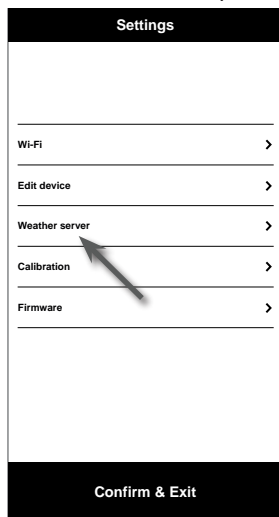 Settings
Wi-Fi
Edit device
Weather server
Calibration
Firmware
Confirm & Exit